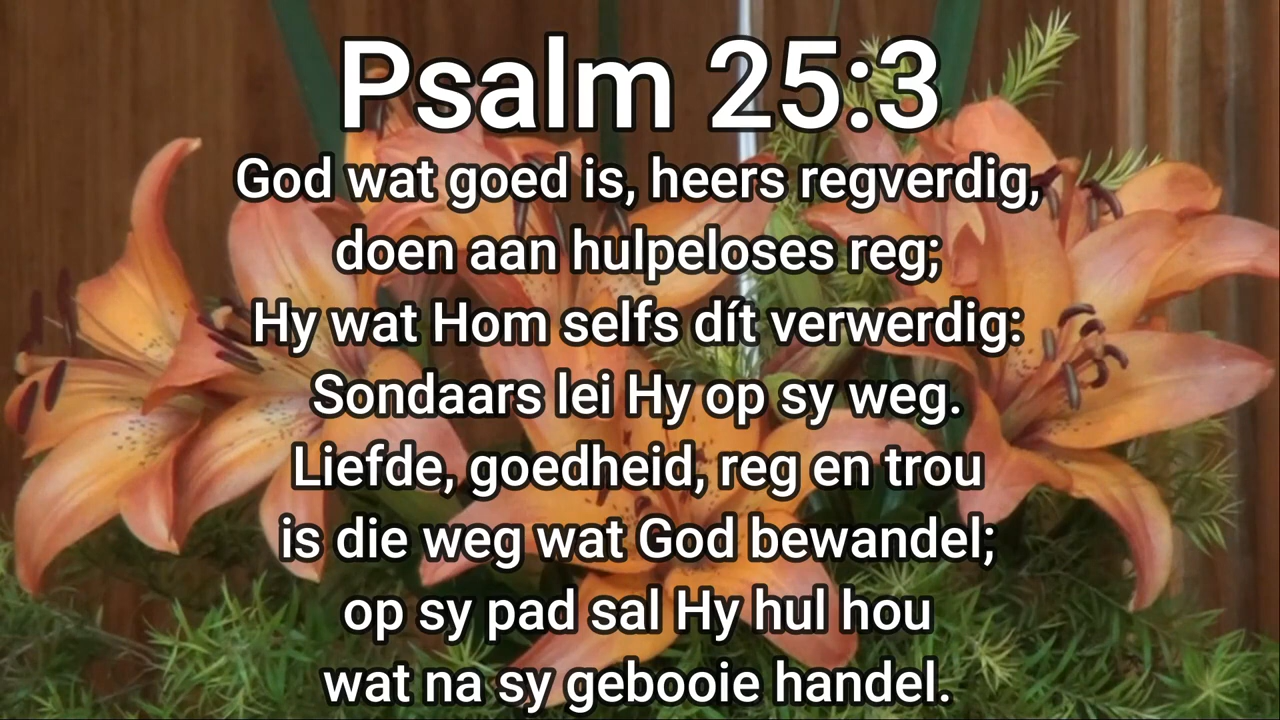 Psalm 25:3
God wat goed is, heers regverdig,
doen aan hulpeloses reg;
Hy wat Hom selfs dít verwerdig:
Sondaars lei Hy op sy weg.
Liefde, goedheid, reg en trou
is die weg wat God bewandel;
op sy pad sal Hy hul hou
wat na sy gebooie handel.